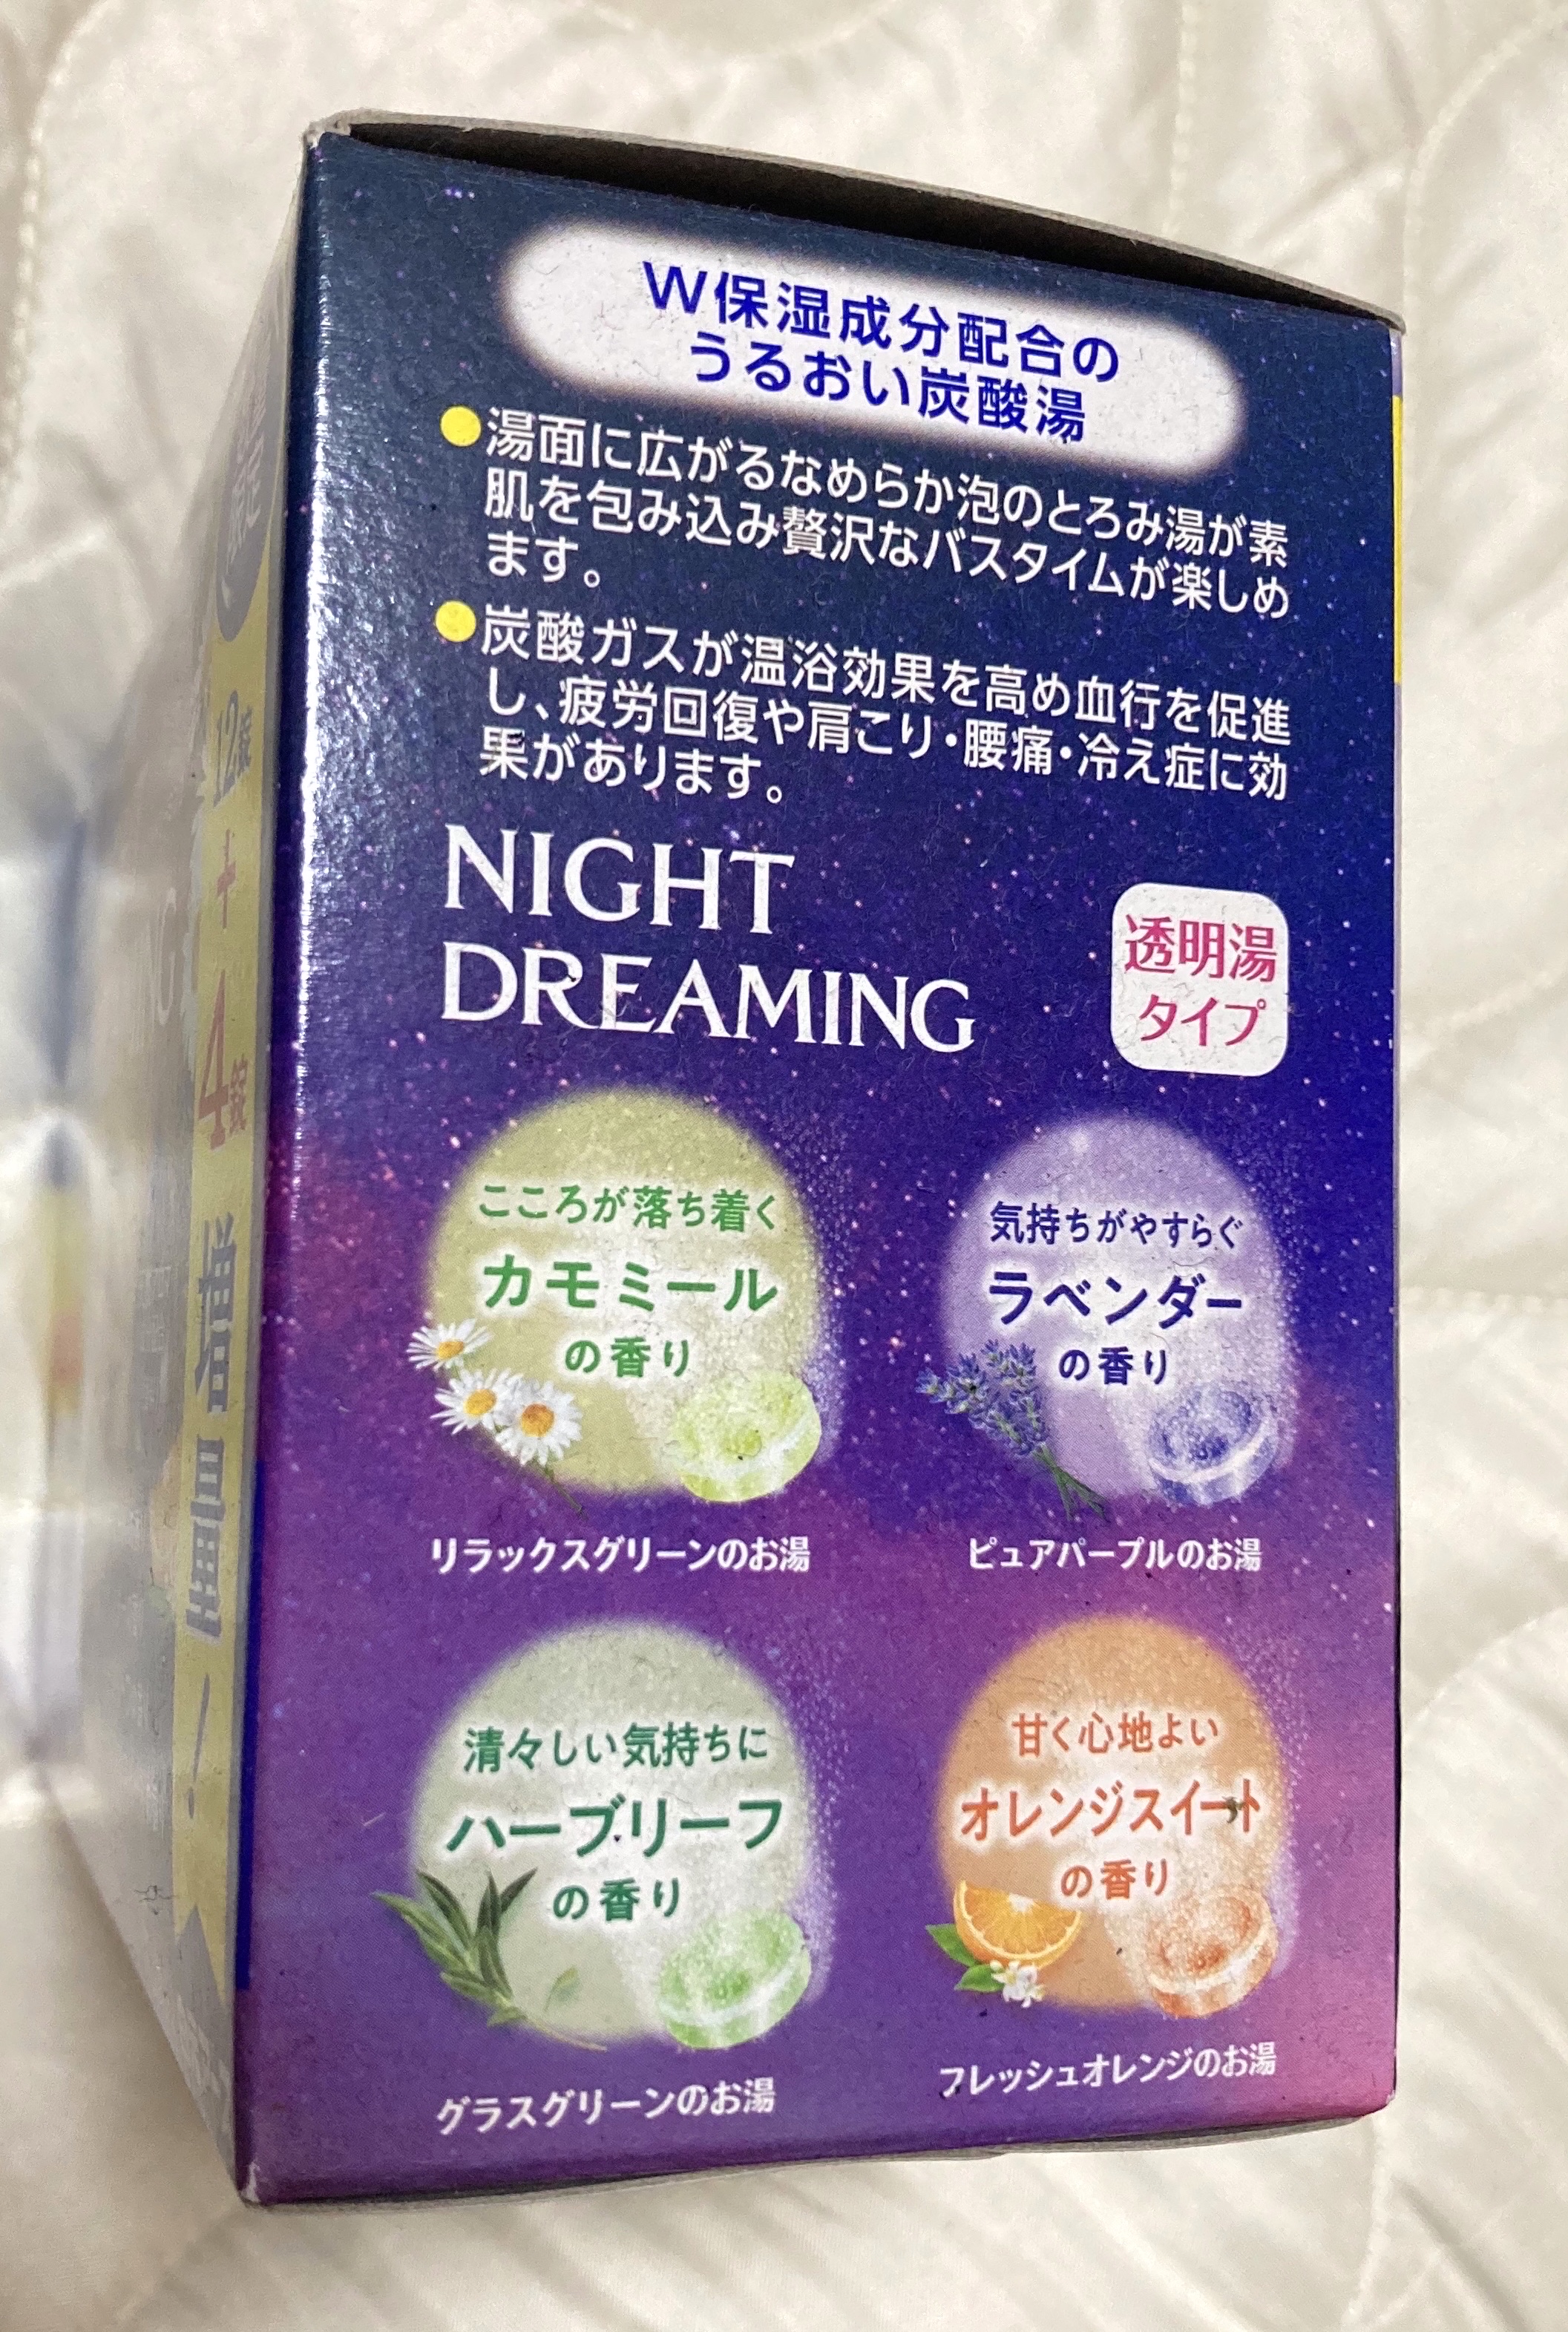 W保湿成分配合の
うるおい炭酸湯
●湯面に広がるなめらか泡のとろみ湯が素
肌を包み込み贅沢なバスタイムが楽しめ
ます。
●炭酸ガスが温浴効果を高め血行を促進
し、疲労回復や肩こり・腰痛・冷え症に効
果があります。
NIGHT
DREAMING
透明湯
タイプ
こころが落ち着く
カモミール
の香り
リラックスグリーンのお湯
気持ちがやすらぐ
ラベンダー
の香り
ピュアパープルのお湯
清々しい気持ちに
ハーブリーフ
の香り
グラスグリーンのお湯
甘く心地よい
オレンジスイート
の香り
フレッシュオレンジのお湯
12錠+4錠増量!